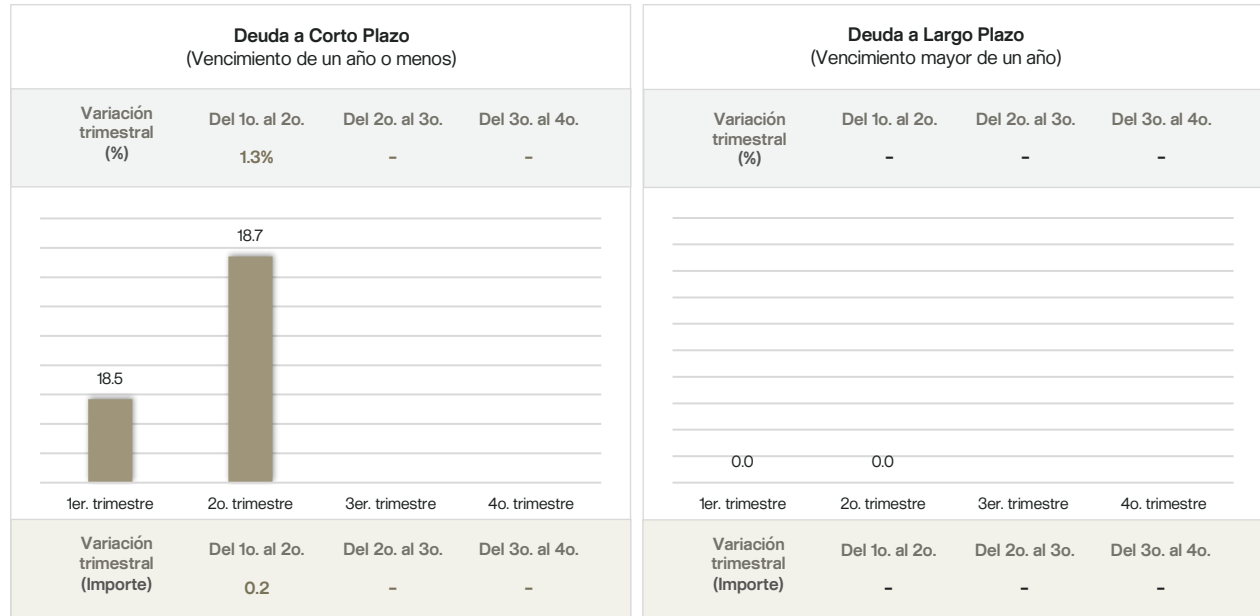 Deuda a Corto Plazo
(Vencimiento de un año o menos)
Variación
trimestral
(%)
Del 1o. al 2o.
Del 2o. al 3o.
Del 3o. al 4o.
1.3%
–
–
18.5
18.7
1er. trimestre
2o. trimestre
3er. trimestre
4o. trimestre
Variación
trimestral
(Importe)
Del 1o. al 2o.
Del 2o. al 3o.
Del 3o. al 4o.
0.2
–
–
Deuda a Largo Plazo
(Vencimiento mayor de un año)
Variación
trimestral
(%)
Del 1o. al 2o.
Del 2o. al 3o.
Del 3o. al 4o.
–
–
–
0.0
0.0
1er. trimestre
2o. trimestre
3er. trimestre
4o. trimestre
Variación
trimestral
(Importe)
Del 1o. al 2o.
Del 2o. al 3o.
Del 3o. al 4o.
–
–
–